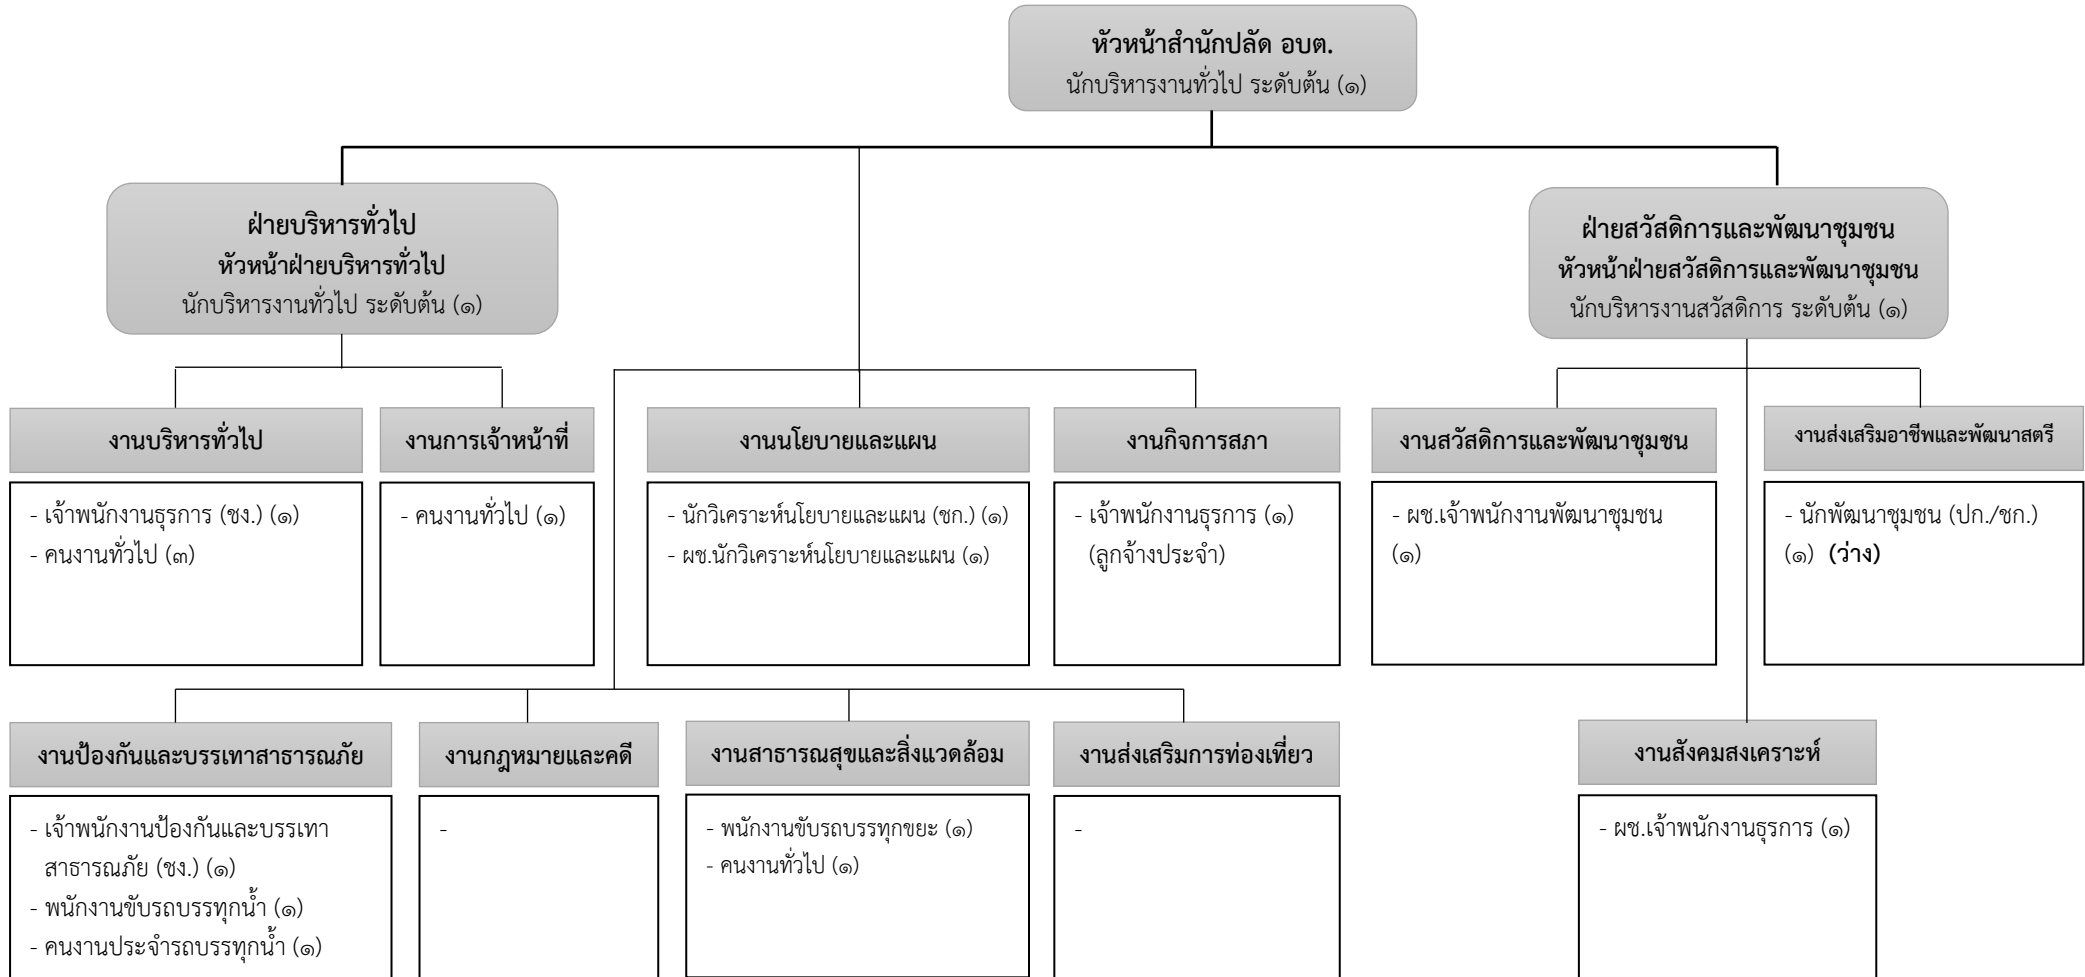 หัวหน้าสำนักปลัด อบต.
นักบริหารงานทั่วไป ระดับต้น (๑)
ฝ่ายบริหารทั่วไป
หัวหน้าฝ่ายบริหารทั่วไป
นักบริหารงานทั่วไป ระดับต้น (๑)
ฝ่ายสวัสดิการและพัฒนาชุมชน
หัวหน้าฝ่ายสวัสดิการและพัฒนาชุมชน
นักบริหารงานสวัสดิการ ระดับต้น (๑)
งานบริหารทั่วไป
- เจ้าพนักงานธุรการ (ชง.) (๑)
- คนงานทั่วไป (๓)
งานการเจ้าหน้าที่
- คนงานทั่วไป (๑)
งานนโยบายและแผน
- นักวิเคราะห์นโยบายและแผน (ชก.) (๑)
- ผช.นักวิเคราะห์นโยบายและแผน (๑)
งานกิจการสภา
- เจ้าพนักงานธุรการ (๑)
(ลูกจ้างประจำ)
งานสวัสดิการและพัฒนาชุมชน
- ผช.เจ้าพนักงานพัฒนาชุมชน
(๑)
งานส่งเสริมอาชีพและพัฒนาสตรี
- นักพัฒนาชุมชน (ปก./ชก.)
(๑) (ว่าง)
งานป้องกันและบรรเทาสาธารณภัย
- เจ้าพนักงานป้องกันและบรรเทา
สาธารณภัย (ชง.) (๑)
- พนักงานขับรถบรรทุกน้ำ (๑)
- คนงานประจำรถบรรทุกน้ำ (๑)
งานกฎหมายและคดี
-
งานสาธารณสุขและสิ่งแวดล้อม
- พนักงานขับรถบรรทุกขยะ (๑)
- คนงานทั่วไป (๑)
งานส่งเสริมการท่องเที่ยว
-
งานสังคมสงเคราะห์
- ผช.เจ้าพนักงานธุรการ (๑)